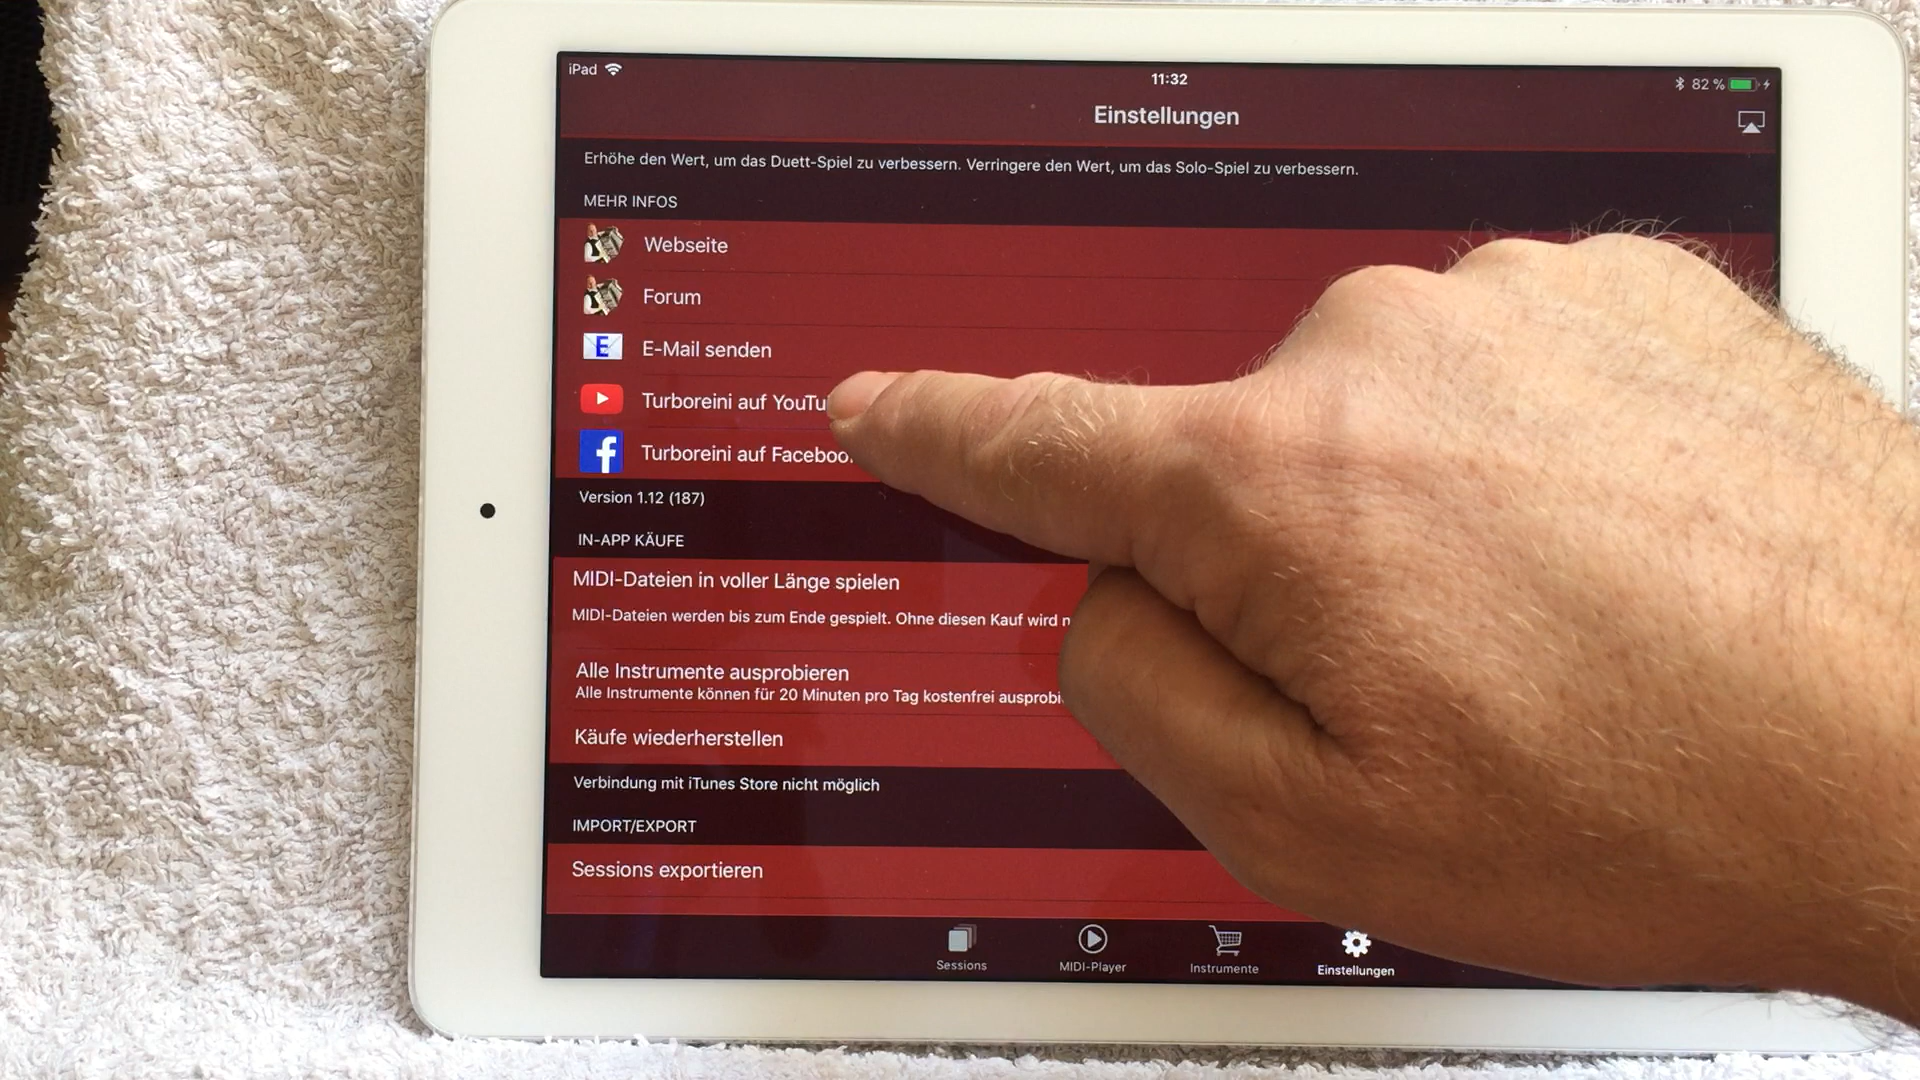 iPad
11:32
82 %
Einstellungen
Erhöhe den Wert, um das Duett-Spiel zu verbessern. Verringere den Wert, um das Solo-Spiel zu verbessern.
MEHR INFOS
Webseite
Forum
E
E-Mail senden
Turboreini auf
f
Turboreini auf
Version 1.12 (187)
IN-APP KÄUFE
MIDI-Dateien in voller Länge spielen
MIDI-Dateien werden bis zum Ende gespielt. Ohne diesen Kauf wird
Alle Instrumente ausprobieren
Alle Instrumente können für 20 Minuten pro Tag kostenfrei
Käufe wiederherstellen
Verbindung mit iTunes Store nicht möglich
IMPORT/EXPORT
Sessions exportieren
Sessions
MIDI-Player
Instrumente
Einstellungen